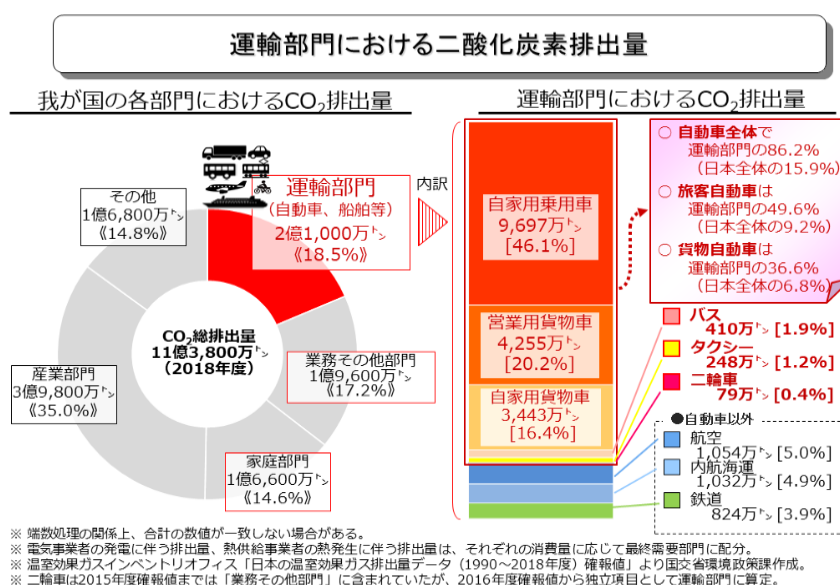 運輸部門における二酸化炭素排出量
我が国の各部門におけるCO₂排出量
その他
1億6,800万㌧
《14.8%》
運輸部門
(自動車、船舶等)
2億1,000万㌧
《18.5%》
CO₂総排出量
11億3,800万㌧
(2018年度)
産業部門
3億9,800万㌧
《35.0%》
業務その他部門
1億9,600万㌧
《17.2%》
家庭部門
1億6,600万㌧
《14.6%》
内訳
運輸部門におけるCO₂排出量
自家用乗用車
9,697万㌧
[46.1%]
営業用貨物車
4,255万㌧
[20.2%]
自家用貨物車
3,443万㌧
[16.4%]
○ 自動車全体で
運輸部門の86.2%
(日本全体の15.9%)
○ 旅客自動車は
運輸部門の49.6%
(日本全体の9.2%)
○ 貨物自動車は
運輸部門の36.6%
(日本全体の6.8%)
バス
410万㌧ [1.9%]
タクシー
248万㌧ [1.2%]
二輪車
79万㌧ [0.4%]
●自動車以外
航空
1,054万㌧ [5.0%]
内航海運
1,032万㌧ [4.9%]
鉄道
824万㌧ [3.9%]
※ 端数処理の関係上、合計の数値が一致しない場合がある。
※ 電気事業者の発電に伴う排出量、熱供給事業者の熱発生に伴う排出量は、それぞれの消費量に応じて最終需要部門に配分。
※ 温室効果ガスインベントリオフィス「日本の温室効果ガス排出量データ(1990~2018年度)確報値」より国交省環境政策課作成。
※ 二輪車は2015年度確報値までは「業務その他部門」に含まれていたが、2016年度確報値から独立項目として運輸部門に算定。